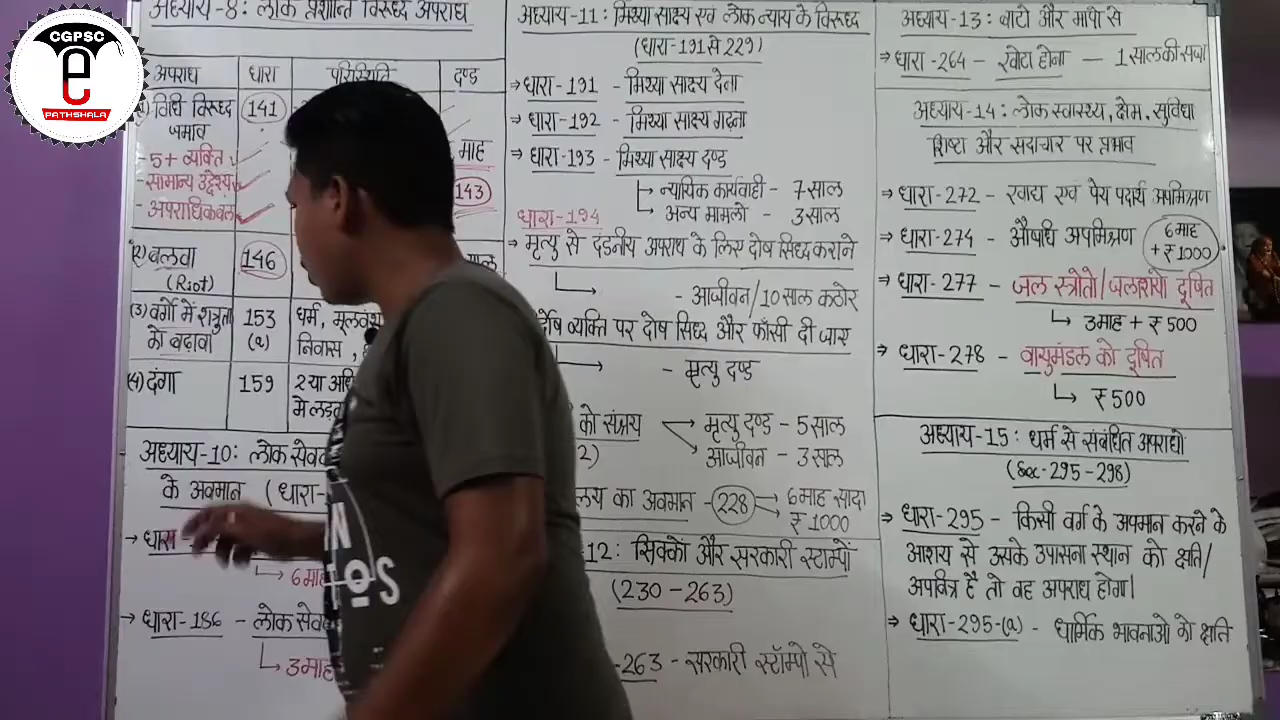 CGPSC
e
PATHSHALA
अध्याय-8: लोक प्रशान्ति विरूध्द अपराध
अपराध धारा परिस्थिति दण्ड
विधि विरूध्द 141
जमाव
- 5+ व्यक्ति माह
- सामान्य उद्देश्य 143
- अपराधिक बल
(2) बलवा 146 साल
(Riot)
(3) वर्गो में शत्रुता 153 धर्म, मूलवंश
को बढावा (a) निवास,
(4) दंगा 159 2 या
में
अध्याय-10: लोक
के अवमान (धारा-
→ धारा
↳ 6 माह
→ धारा-186 - लोक
↳ 3 माह
अध्याय-11: मिथ्या साक्ष्य एवं लोक न्याय के विरूध्द
(धारा-191 से 229)
→ धारा-191 - मिथ्या साक्ष्य देना
→ धारा-192 - मिथ्या साक्ष्य गढ़ना
→ धारा-193 - मिथ्या साक्ष्य दण्ड
↳ न्यायिक कार्यवाही - 7 साल
↳ अन्य मामलो - 3 साल
धारा-194
→ मृत्यु से दडनीय अपराध के लिए दोष सिध्द कराने
↳ - आजीवन/10 साल कठोर
व्यक्ति पर दोष सिध्द और फाँसी दी जाए
→ - मृत्यु दण्ड
को संश्रय → मृत्यु दण्ड - 5 साल
2) → आजीवन - 3 साल
का अवमान - (228) → 6 माह सादा
→ ₹ 1000
12: सिक्को और सरकारी स्टाम्पों
(230 - 263)
-263 - सरकारी स्टॉम्पो से
अध्याय-13: बाटो और मापो से
→ धारा-264 - खोटा होना - 1 साल की सजा
अध्याय-14: लोक स्वास्थ्य, क्षेम, सुविधा
शिष्टा और सदाचार पर प्रभाव
→ धारा-272 - खाद्य एवं पेय पदार्थ अपमिश्रण
→ धारा-274 - औषधि अपमिश्रण 6 माह
+ ₹ 1000
→ धारा-277 - जल स्त्रोतो/जलाशयो दूषित
↳ 3 माह + ₹ 500
→ धारा-278 - वायुमंडल को दूषित
↳ ₹ 500
अध्याय-15: धर्म से संबंधित अपराधो
(Sec-295-298)
→ धारा-295 - किसी वर्ग के अपमान करने के
आशय से उसके उपासना स्थान को क्षति/
अपवित्र है तो वह अपराध होगा।
→ धारा-295-(a) - धार्मिक भावनाओ को क्षति